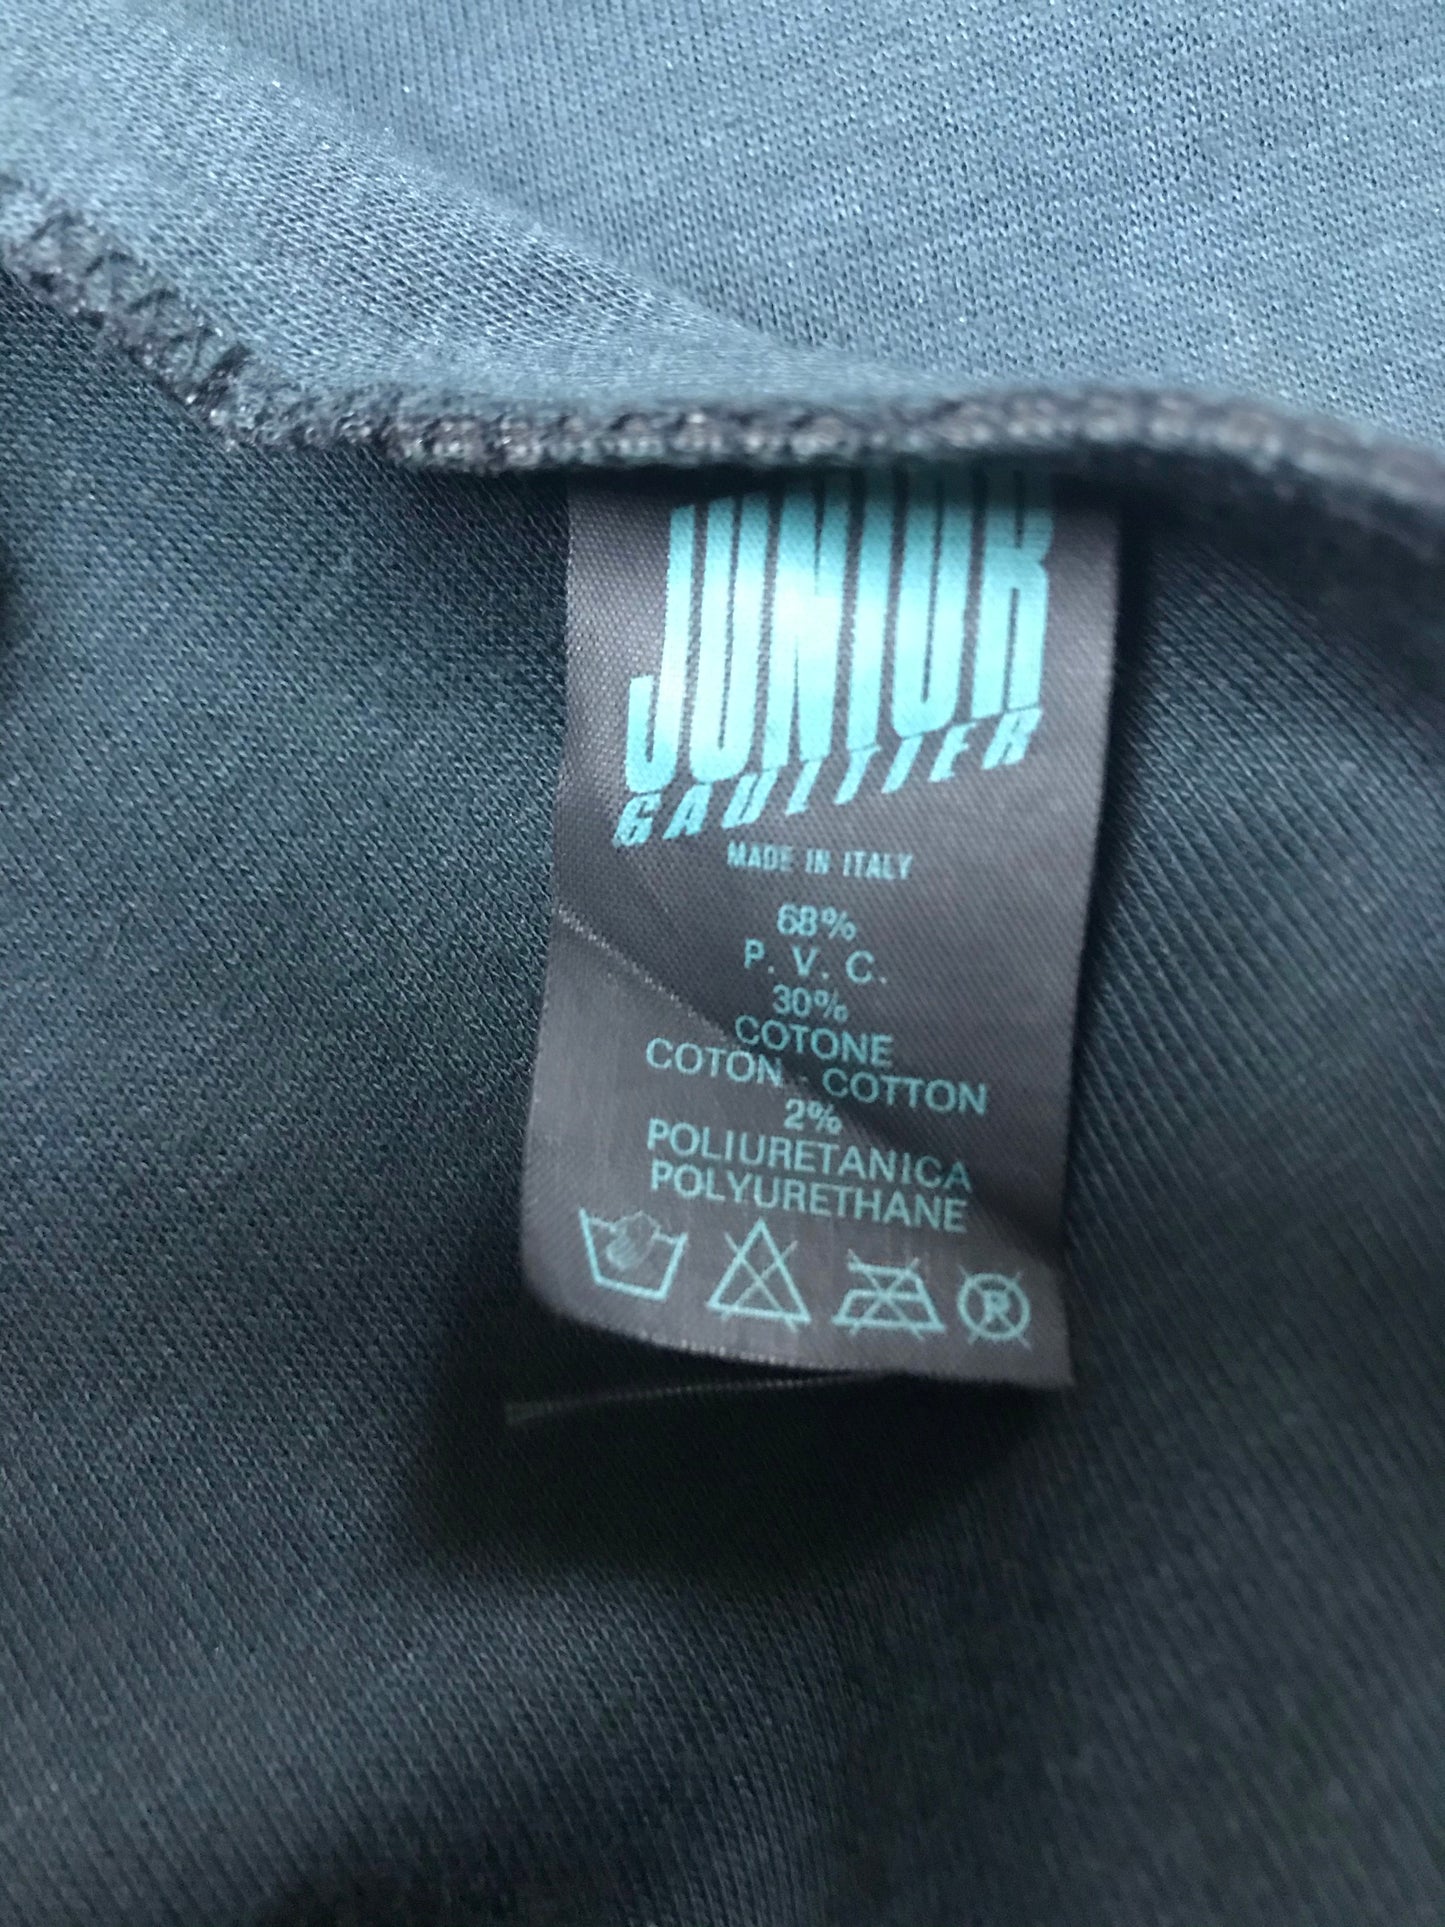 JUNIOR
GAULTIER
MADE IN ITALY
68%
P. V. C.
30%
COTONE
COTON - COTTON
2%
POLIURETANICA
POLYURETHANE
R